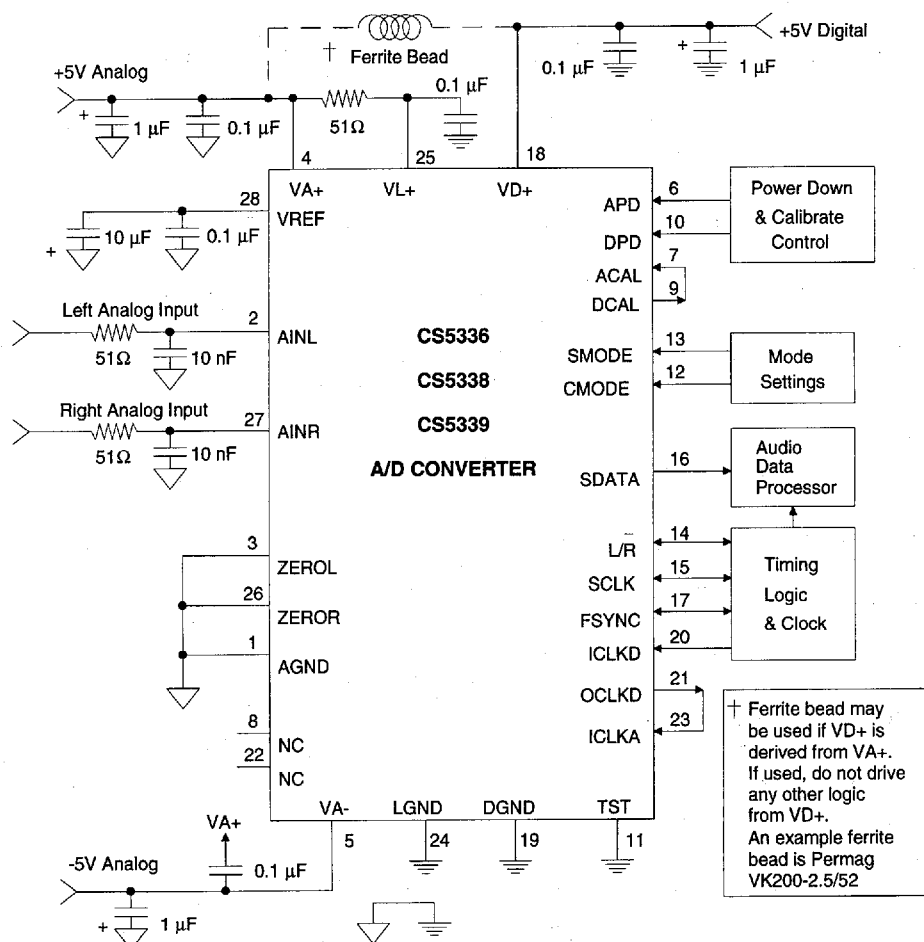 +5V Digital
† Ferrite Bead
0.1 µF
+ 1 µF
+5V Analog
0.1 µF
+ 1 µF
0.1 µF
51Ω
4
25
18
VA+
VL+
VD+
28
VREF
+ 10 µF
0.1 µF
Left Analog Input
2
AINL
51Ω
10 nF
Right Analog Input
27
AINR
51Ω
10 nF
CS5336
CS5338
CS5339
A/D CONVERTER
3
ZEROL
26
ZEROR
1
AGND
8
NC
22
NC
6
APD
10
DPD
7
ACAL
9
DCAL
Power Down
& Calibrate
Control
13
SMODE
12
CMODE
Mode
Settings
16
SDATA
Audio
Data
Processor
14
L/R̅
15
SCLK
17
FSYNC
20
ICLKD
Timing
Logic
& Clock
21
OCLKD
23
ICLKA
VA-
LGND
DGND
TST
5
24
19
11
VA+
0.1 µF
-5V Analog
+ 1 µF
† Ferrite bead may
be used if VD+ is
derived from VA+.
If used, do not drive
any other logic
from VD+.
An example ferrite
bead is Permag
VK200-2.5/52